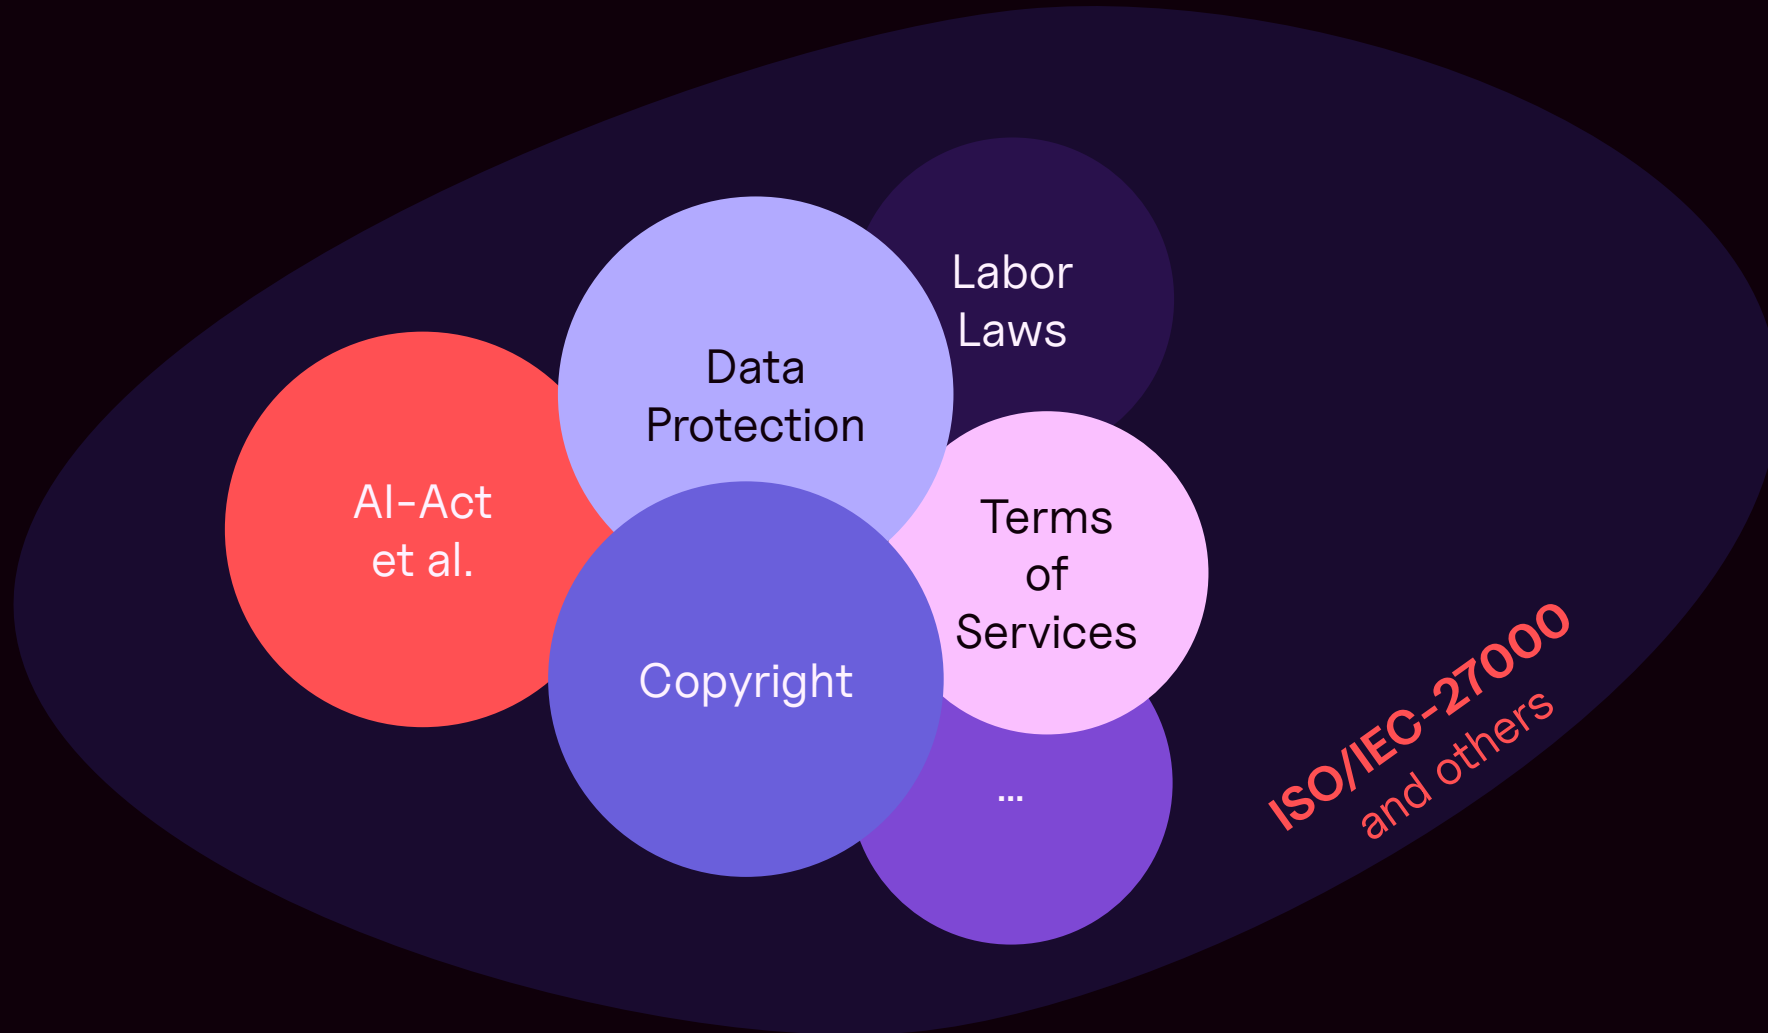 Labor
Laws
Data
Protection
AI-Act
et al.
Terms
of
Services
Copyright
...
ISO/IEC-27000
and others